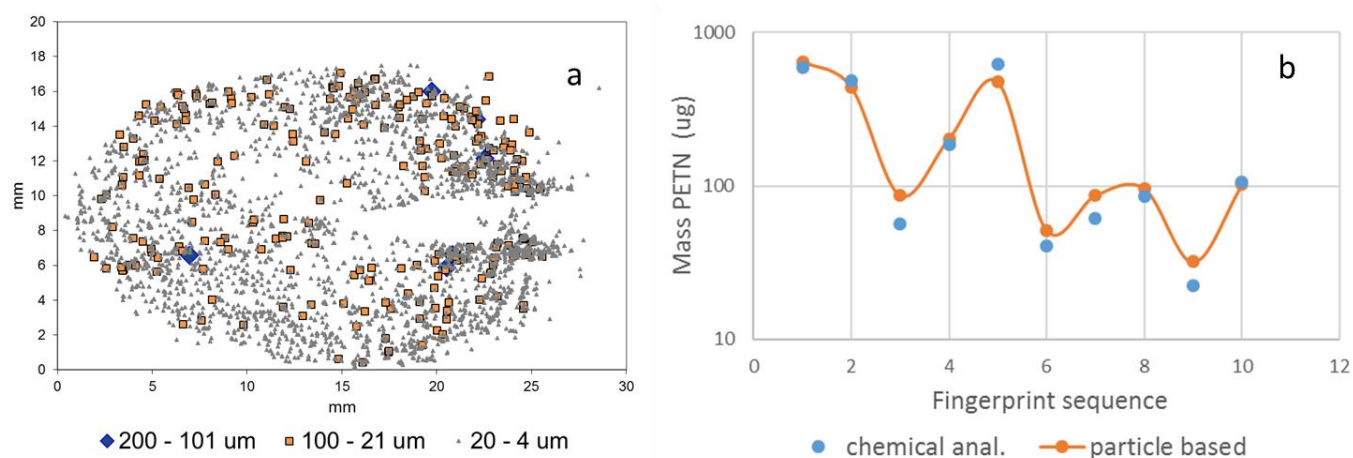 20
18
16
14
12
10
8
6
4
2
0
mm
0 5 10 15 20 25 30
mm
a
200 - 101 um 100 - 21 um 20 - 4 um
1000
100
10
Mass PETN (ug)
0 2 4 6 8 10 12
Fingerprint sequence
b
chemical anal. particle based